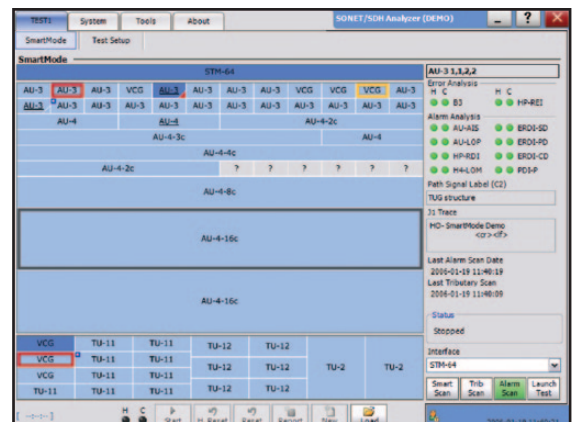 TEST1 System Tools About SONET/SDH Analyzer (DEMO) _ ? X
SmartMode Test Setup
SmartMode
STM-64
AU-3 AU-3 AU-3 VCG AU-3 AU-3 AU-3 AU-3 VCG VCG VCG AU-3
AU-3 AU-3 AU-3 AU-3 AU-3 AU-3 AU-3 AU-3 AU-3 AU-3 AU-3 AU-3
AU-4 AU-4 AU-4-2c
AU-4-3c AU-4
AU-4-4c
AU-4-2c ? ? ? ? ? ?
AU-4-8c
AU-4-16c
AU-4-16c
VCG TU-11 TU-11 TU-12 TU-12
VCG TU-11 TU-11
VCG TU-11 TU-11 TU-12 TU-12 TU-2 TU-2
TU-11 TU-11 TU-11 TU-12 TU-12
AU-3 1,1,2,2
Error Analysis
H C H C
B3 HP-REI
Alarm Analysis
AU-AIS ERDI-SD
AU-LOP ERDI-PD
HP-RDI ERDI-CD
H4-LOM PDI-P
Path Signal Label (C2)
TUG structure
J1 Trace
HO- SmartMode Demo
<cr><lf>
Last Alarm Scan Date
2006-01-19 11:40:19
Last Tributary Scan
2006-01-19 11:40:09
Status
Stopped
Interface
STM-64
Smart Scan Trib Scan Alarm Scan Launch Test
[ --:--:-- ] H C Start H. Reset Reset Report New Load